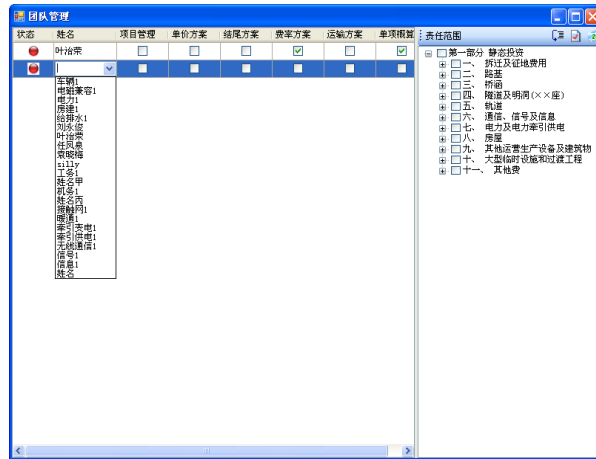 团队管理
状态 姓名 项目管理 单价方案 结尾方案 费率方案 运输方案 单项概算
叶冶荣
车辆1
电磁兼容1
电力1
房建1
给排水1
刘永俊
叶冶荣
任凤泉
袁晓梅
silly
工务1
姓名甲
机务1
姓名丙
接触网1
暖通1
牵引变电1
牵引供电1
无线通信1
信号1
信息1
姓名
责任范围
第一部分 静态投资
一、 拆迁及征地费用
二、 路基
三、 桥涵
四、 隧道及明洞(××座)
五、 轨道
六、 通信、信号及信息
七、 电力及电力牵引供电
八、 房屋
九、 其他运营生产设备及建筑物
十、 大型临时设施和过渡工程
十一、 其他费